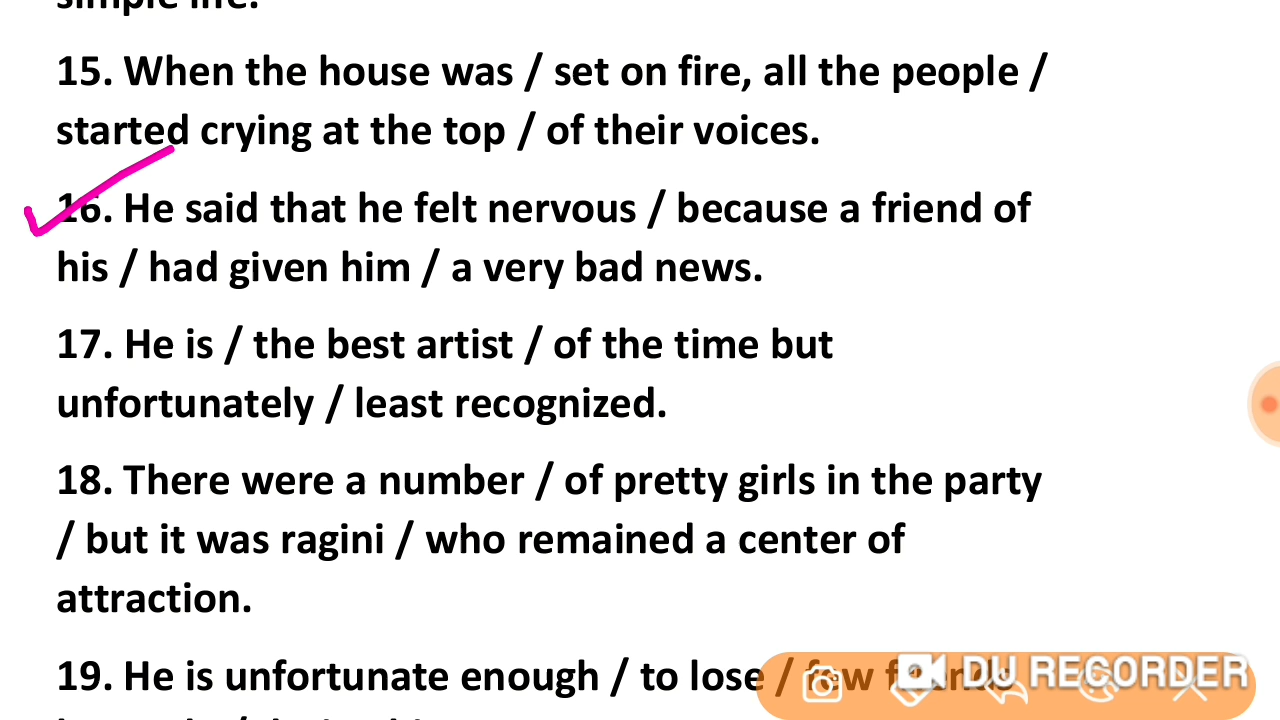 simple life.
15. When the house was / set on fire, all the people /
started crying at the top / of their voices.
16. He said that he felt nervous / because a friend of
his / had given him / a very bad news.
17. He is / the best artist / of the time but
unfortunately / least recognized.
18. There were a number / of pretty girls in the party
/ but it was ragini / who remained a center of
attraction.
19. He is unfortunate enough / to lose / few friends
DU RECORDER